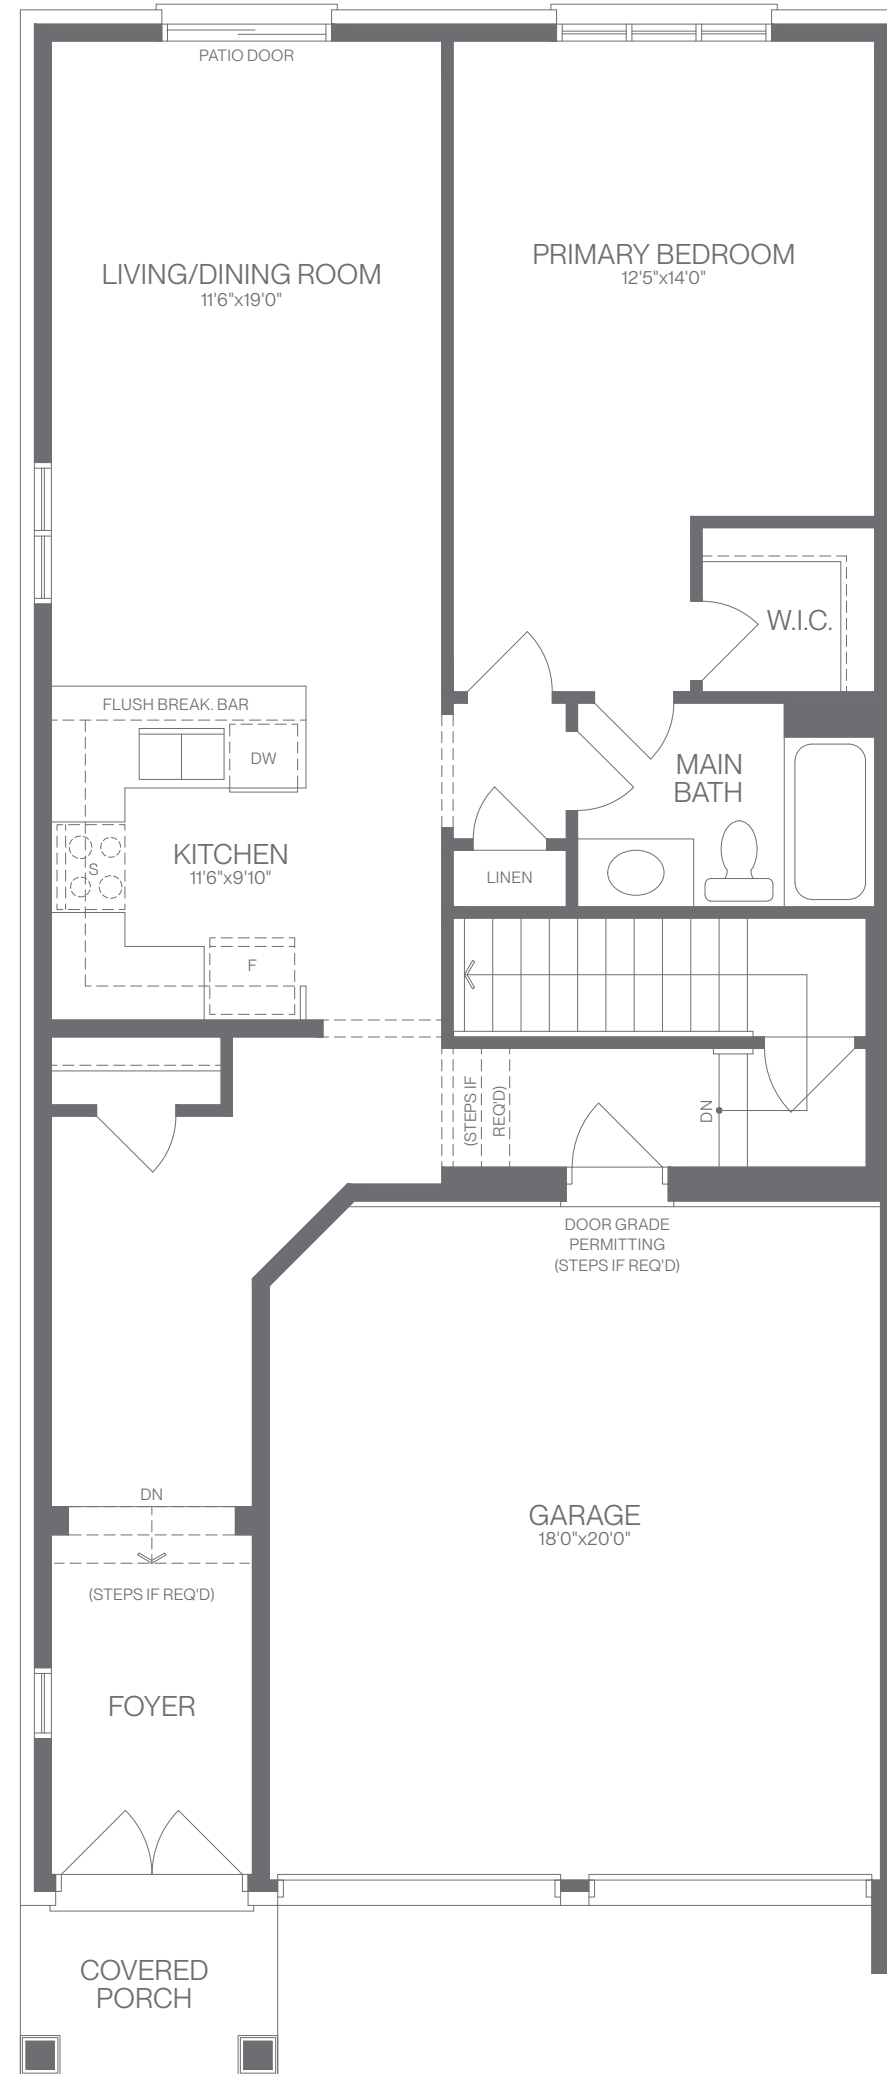 PATIO DOOR
LIVING/DINING ROOM
11'6"x19'0"
PRIMARY BEDROOM
12'5"x14'0"
W.I.C.
FLUSH BREAK. BAR
DW
MAIN
BATH
S
KITCHEN
11'6"x9'10"
LINEN
F
(STEPS IF
REQ'D)
DN
DOOR GRADE
PERMITTING
(STEPS IF REQ'D)
DN
GARAGE
18'0"x20'0"
(STEPS IF REQ'D)
FOYER
COVERED
PORCH